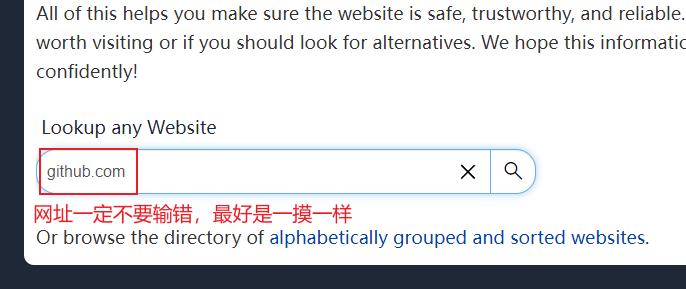 All of this helps you make sure the website is safe, trustworthy, and reliable.
worth visiting or if you should look for alternatives. We hope this informatic
confidently!
Lookup any Website
github.com
网址一定不要输错，最好是一摸一样
Or browse the directory of alphabetically grouped and sorted websites.